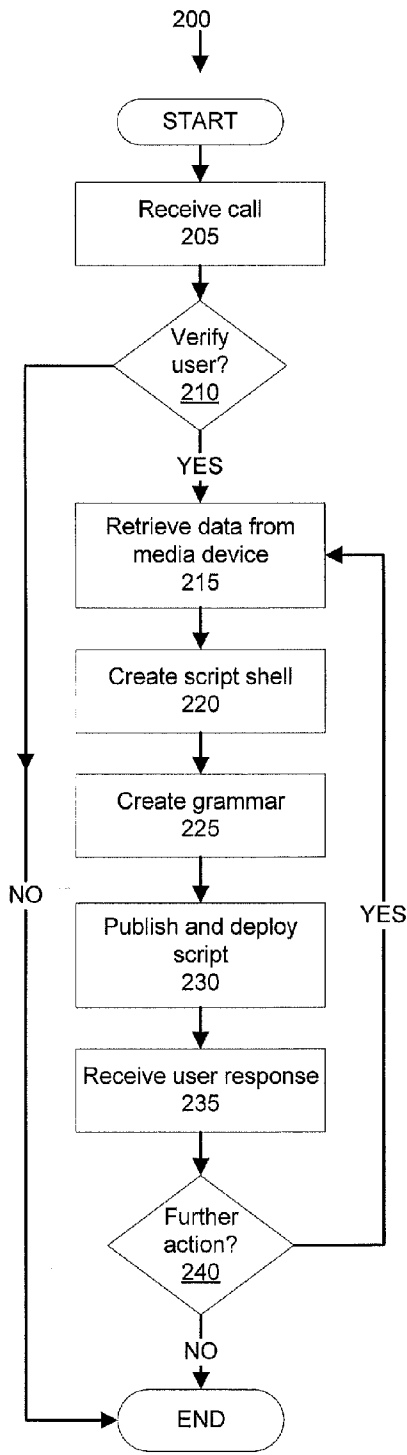 200
START
Receive call
205
Verify
user?
210
YES
Retrieve data from
media device
215
Create script shell
220
Create grammar
225
NO
YES
Publish and deploy
script
230
Receive user response
235
Further
action?
240
NO
END